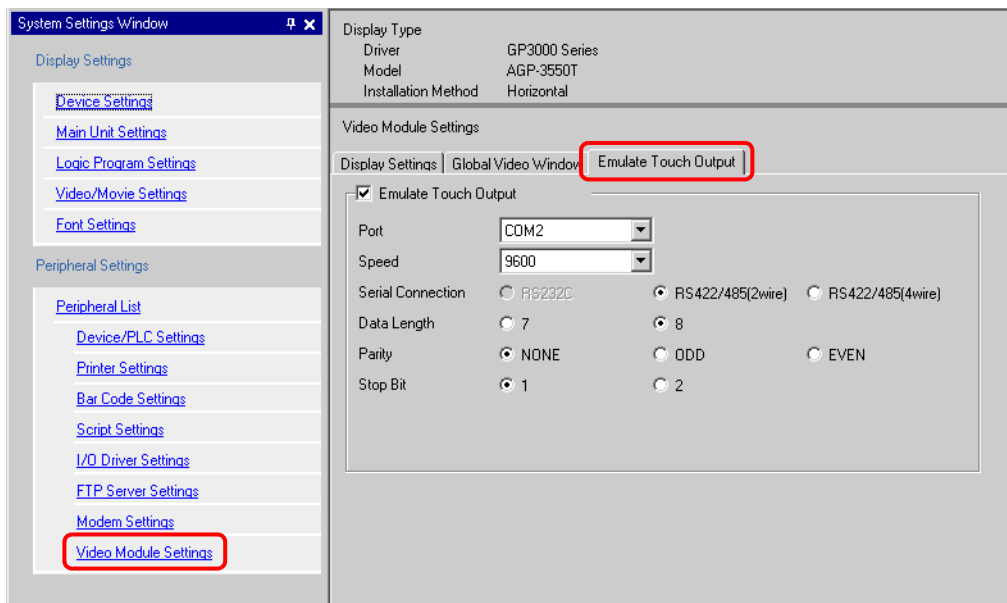 System Settings Window
Display Settings
Device Settings
Main Unit Settings
Logic Program Settings
Video/Movie Settings
Font Settings
Peripheral Settings
Peripheral List
Device/PLC Settings
Printer Settings
Bar Code Settings
Script Settings
I/O Driver Settings
FTP Server Settings
Modem Settings
Video Module Settings
Display Type
Driver GP3000 Series
Model AGP-3550T
Installation Method Horizontal
Video Module Settings
Display Settings Global Video Window Emulate Touch Output
Emulate Touch Output
Port COM2
Speed 9600
Serial Connection RS232C RS422/485(2wire) RS422/485(4wire)
Data Length 7 8
Parity NONE ODD EVEN
Stop Bit 1 2